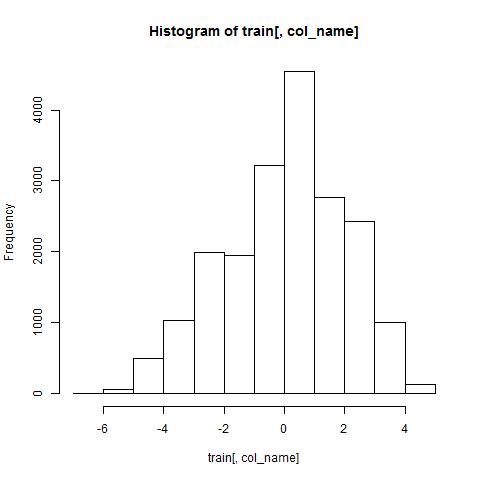 Histogram of train[, col_name]
Frequency
4000
3000
2000
1000
0
-6 -4 -2 0 2 4
train[, col_name]